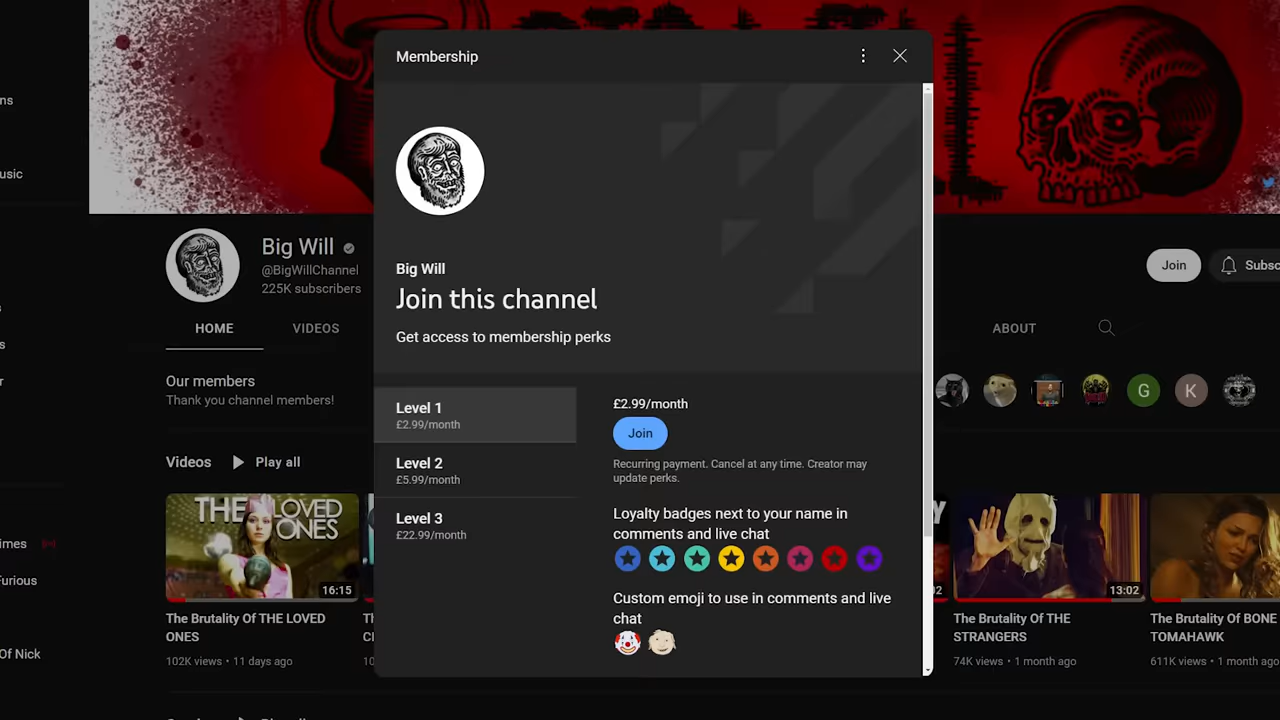 Membership
ns
usic
Big Will
@BigWillChannel
225K subscribers
Join
Subsc
HOME
VIDEOS
ABOUT
Our members
Thank you channel members!
G
K
Videos
Play all
Big Will
Join this channel
Get access to membership perks
Level 1
£2.99/month
Level 2
£5.99/month
Level 3
£22.99/month
£2.99/month
Join
Recurring payment. Cancel at any time. Creator may
update perks.
Loyalty badges next to your name in
comments and live chat
Custom emoji to use in comments and live
chat
s
s
r
imes
Furious
Of Nick
THE LOVED
ONES
16:15
The Brutality Of THE LOVED
ONES
102K views • 11 days ago
13:02
The Brutality Of THE
STRANGERS
74K views • 1 month ago
The Brutality Of BONE
TOMAHAWK
611K views • 1 month ago